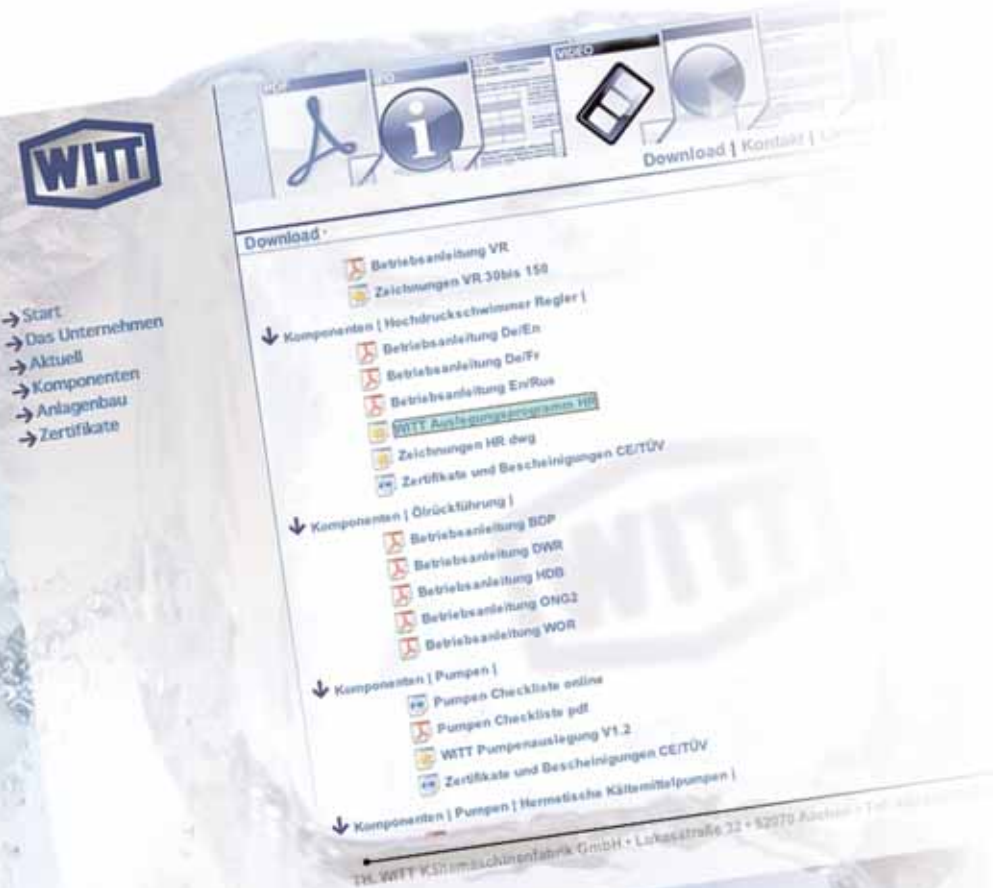 PDF
VIDEO
WITT
Download | Kontakt |
Download
Betriebsanleitung VR
Zeichnungen VR 30bis 150
Start
Das Unternehmen
Aktuell
Komponenten
Anlagenbau
Zertifikate
Komponenten | Hochdruckschwimmer Regler |
Betriebsanleitung De/En
Betriebsanleitung De/Fr
Betriebsanleitung En/Rus
WITT Auslegungsprogramm HR
Zeichnungen HR dwg
Zertifikate und Bescheinigungen CE/TÜV
Komponenten | Ölrückführung |
Betriebsanleitung BDP
Betriebsanleitung DWR
Betriebsanleitung HDB
Betriebsanleitung ONG2
Betriebsanleitung WOR
WITT
Komponenten | Pumpen |
Pumpen Checkliste online
Pumpen Checkliste pdf
WITT Pumpenauslegung V1.2
Zertifikate und Bescheinigungen CE/TÜV
Komponenten | Pumpen | Hermetische Kältemittelpumpen |
TH. WITT Kältemaschinenfabrik GmbH • Lukasstraße 32 • 52070 Aachen • Tel.